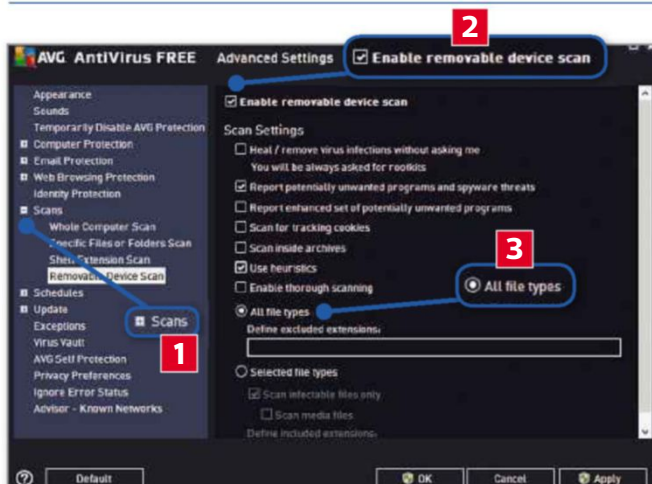 2
AVG. AntiVirus FREE
Advanced Settings
Enable removable device scan
Appearance
Sounds
Temporarily Disable AVG Protection
Computer Protection
Email Protection
Web Browsing Protection
Identity Protection
Scans
Whole Computer Scan
Specific Files or Folders Scan
Shell Extension Scan
Removable Device Scan
Schedules
Update
Exceptions
Virus Vault
AVG Self Protection
Privacy Preferences
Ignore Error Status
Advisor - Known Networks
Scans
1
Enable removable device scan
Scan Settings
Heal / remove virus infections without asking me
You will be always asked for rootkits
Report potentially unwanted programs and spyware threats
Report enhanced set of potentially unwanted programs
Scan for tracking cookies
Scan inside archives
Use heuristics
Enable thorough scanning
3
All file types
All file types
Define excluded extensions:
Selected file types
Scan infectable files only
Scan media files
Define included extensions:
?
Default
OK
Cancel
Apply